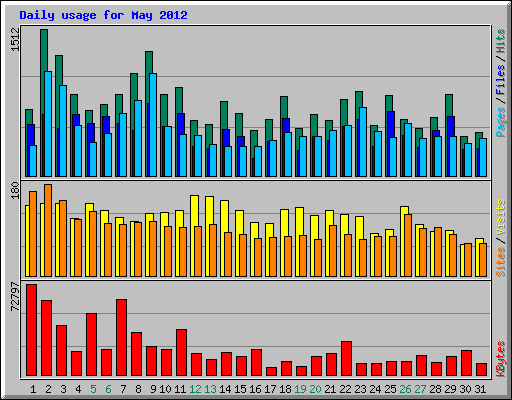 Daily usage for May 2012
1512
Pages / Files / Hits
180
Sites / Visits
72797
KBytes
1 2 3 4 5 6 7 8 9 10 11 12 13 14 15 16 17 18 19 20 21 22 23 24 25 26 27 28 29 30 31